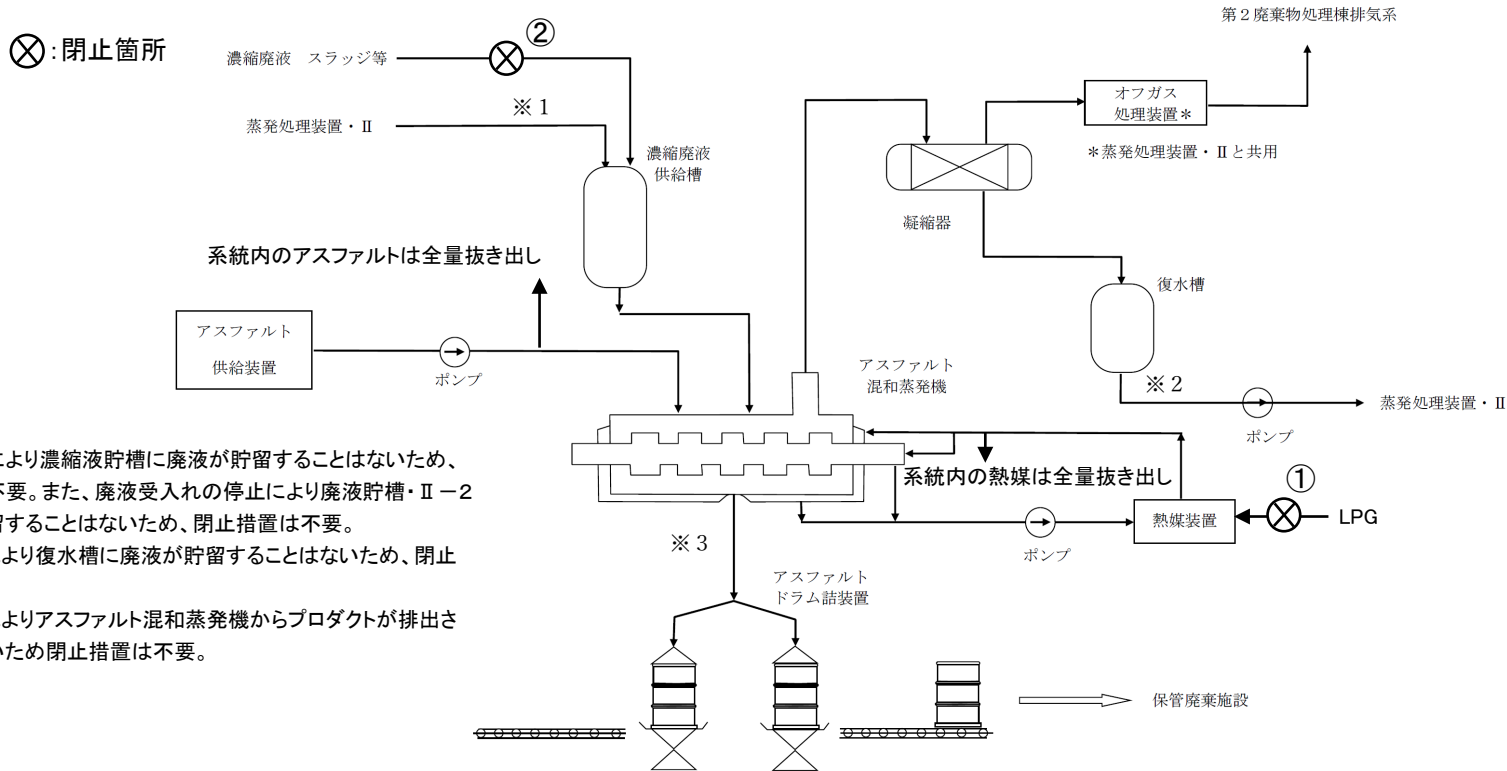 第２廃棄物処理棟排気系
:閉止箇所
②
濃縮廃液　スラッジ等
※１
蒸発処理装置・Ⅱ
濃縮廃液
供給槽
オフガス
処理装置＊
＊蒸発処理装置・Ⅱと共用
凝縮器
系統内のアスファルトは全量抜き出し
復水槽
アスファルト
供給装置
ポンプ
アスファルト
混和蒸発機
※２
蒸発処理装置・Ⅱ
ポンプ
により濃縮液貯槽に廃液が貯留することはないため、
不要。また、廃液受入れの停止により廃液貯槽・Ⅱ－２
留することはないため、閉止措置は不要。
より復水槽に廃液が貯留することはないため、閉止
よりアスファルト混和蒸発機からプロダクトが排出さ
いため閉止措置は不要。
系統内の熱媒は全量抜き出し
①
熱媒装置
LPG
ポンプ
※３
アスファルト
ドラム詰装置
保管廃棄施設